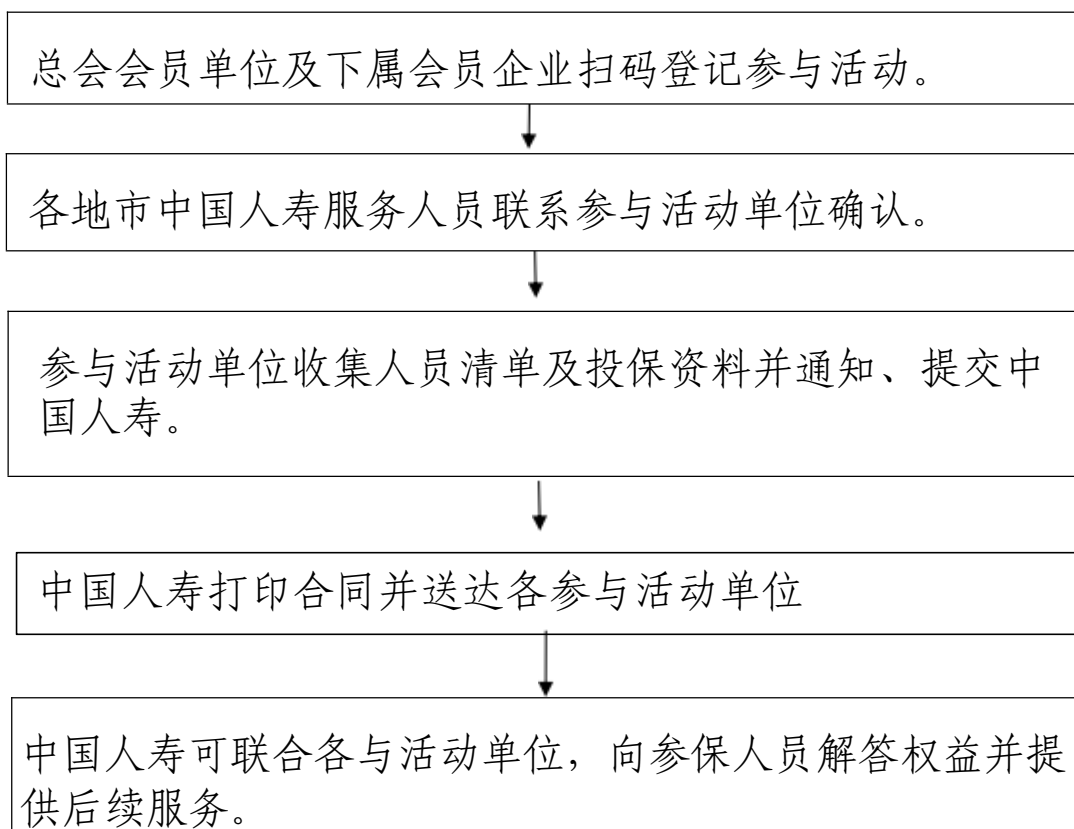 总会会员单位及下属会员企业扫码登记参与活动。
各地市中国人寿服务人员联系参与活动单位确认。
参与活动单位收集人员清单及投保资料并通知、提交中
国人寿。
中国人寿打印合同并送达各参与活动单位
中国人寿可联合各与活动单位，向参保人员解答权益并提
供后续服务。